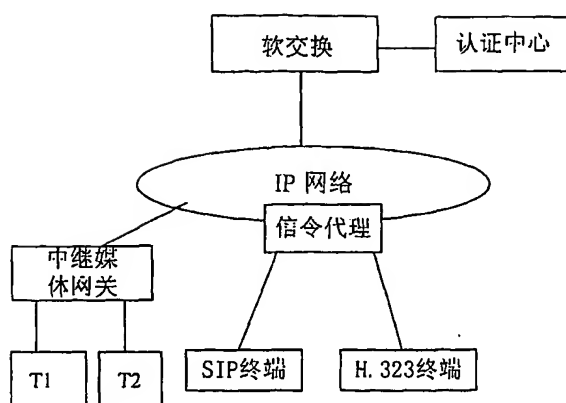 软交换
认证中心
IP 网络
信令代理
中继媒
休网关
T1
T2
SIP终端
H. 323终端